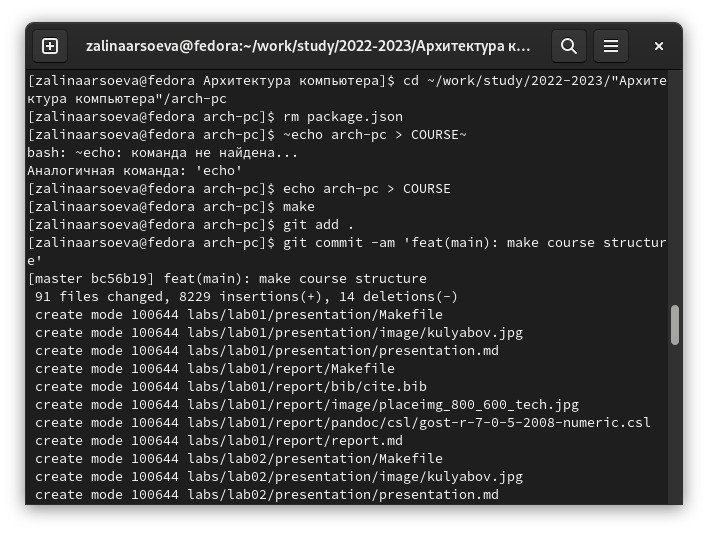 zalinaarsoeva@fedora:~/work/study/2022-2023/Архитектура к...
[zalinaarsoeva@fedora Архитектура компьютера]$ cd ~/work/study/2022-2023/"Архите
ктура компьютера"/arch-pc
[zalinaarsoeva@fedora arch-pc]$ rm package.json
[zalinaarsoeva@fedora arch-pc]$ ~echo arch-pc > COURSE~
bash: ~echo: команда не найдена...
Аналогичная команда: 'echo'
[zalinaarsoeva@fedora arch-pc]$ echo arch-pc > COURSE
[zalinaarsoeva@fedora arch-pc]$ make
[zalinaarsoeva@fedora arch-pc]$ git add .
[zalinaarsoeva@fedora arch-pc]$ git commit -am 'feat(main): make course structur
e'
[master bc56b19] feat(main): make course structure
 91 files changed, 8229 insertions(+), 14 deletions(-)
 create mode 100644 labs/lab01/presentation/Makefile
 create mode 100644 labs/lab01/presentation/image/kulyabov.jpg
 create mode 100644 labs/lab01/presentation/presentation.md
 create mode 100644 labs/lab01/report/Makefile
 create mode 100644 labs/lab01/report/bib/cite.bib
 create mode 100644 labs/lab01/report/image/placeimg_800_600_tech.jpg
 create mode 100644 labs/lab01/report/pandoc/csl/gost-r-7-0-5-2008-numeric.csl
 create mode 100644 labs/lab01/report/report.md
 create mode 100644 labs/lab02/presentation/Makefile
 create mode 100644 labs/lab02/presentation/image/kulyabov.jpg
 create mode 100644 labs/lab02/presentation/presentation.md